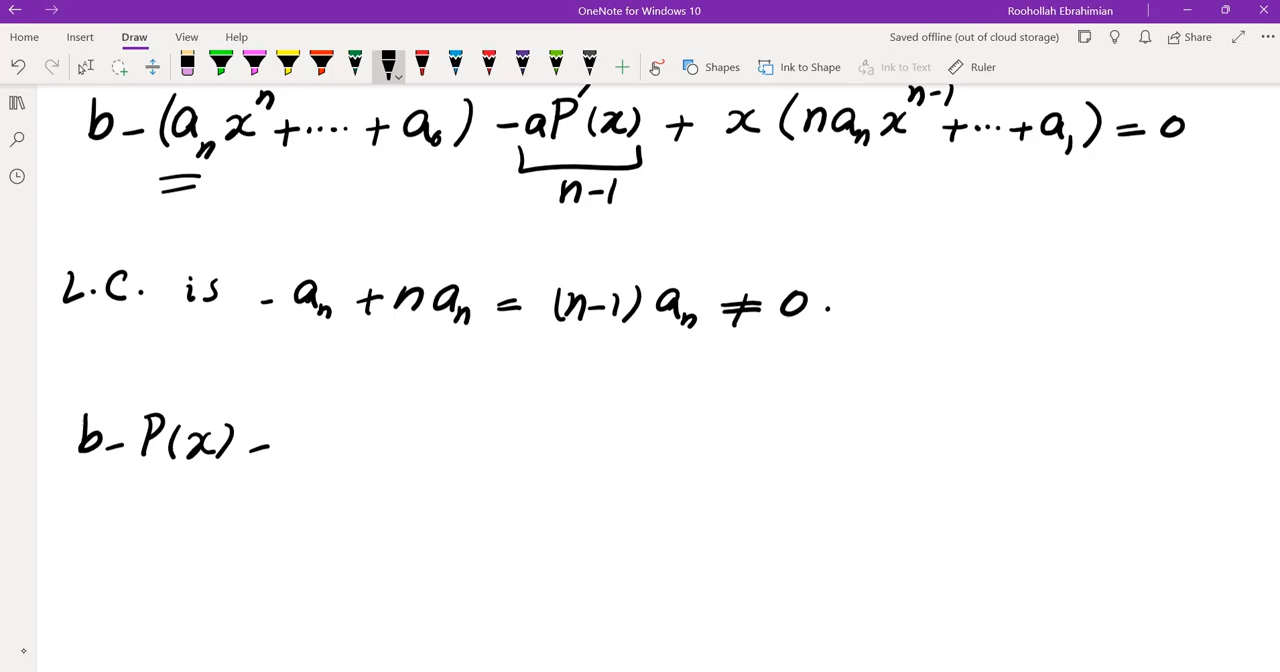 OneNote for Windows 10
Roohollah Ebrahimian
Home Insert Draw View Help
Saved offline (out of cloud storage)
Share
Shapes
Ink to Shape
Ink to Text
Ruler
b - (aₙxⁿ + ···· + a₀) - aP′(x) + x(naₙxⁿ⁻¹ + ··· + a₁) = 0
n-1
L.C. is - aₙ + naₙ = (n-1) aₙ ≠ 0.
b - P(x) -